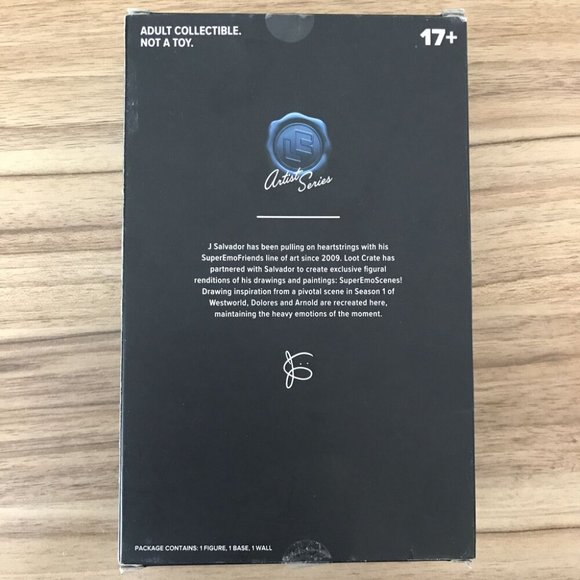 ADULT COLLECTIBLE.
NOT A TOY.
17+
LC
Artist Series
J Salvador has been pulling on heartstrings with his
SuperEmoFriends line of art since 2009. Loot Crate has
partnered with Salvador to create exclusive figural
renditions of his drawings and paintings: SuperEmoScenes!
Drawing inspiration from a pivotal scene in Season 1 of
Westworld, Dolores and Arnold are recreated here,
maintaining the heavy emotions of the moment.
PACKAGE CONTAINS: 1 FIGURE, 1 BASE, 1 WALL